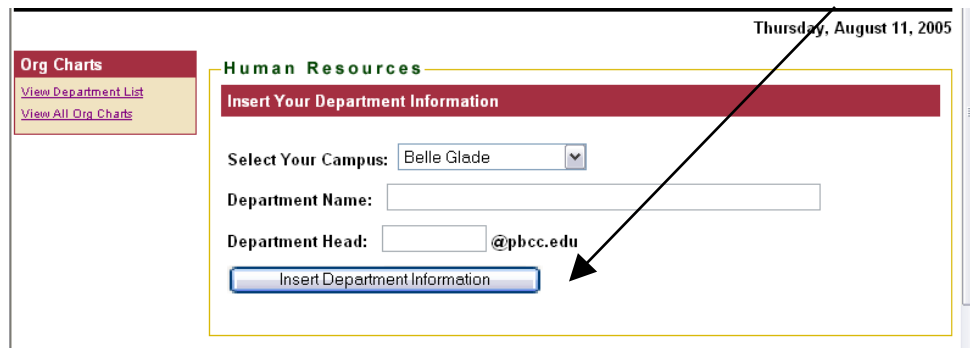 Thursday, August 11, 2005
Org Charts
View Department List
View All Org Charts
Human Resources
Insert Your Department Information
Select Your Campus: Belle Glade
Department Name:
Department Head: @pbcc.edu
Insert Department Information